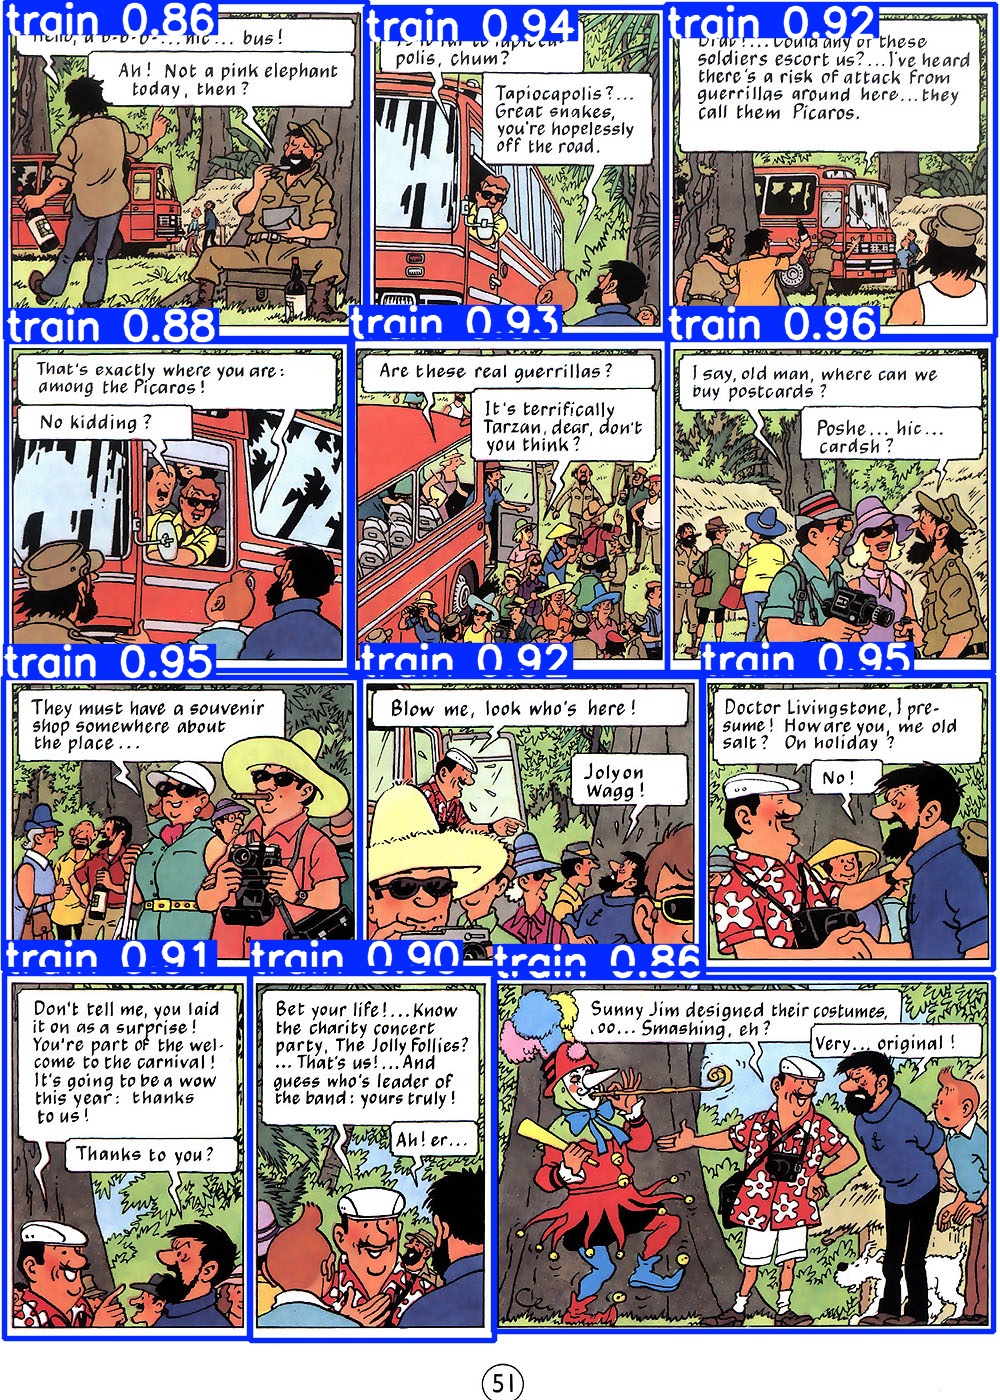 train 0.86
Hello, a b-b-b-...hic... bus!
Ah! Not a pink elephant
today, then?
train 0.94
polis, chum?
Tapiocapolis?...
Great snakes,
you're hopelessly
off the road.
train 0.92
Drat!... Could any of these
soldiers escort us?...I've heard
there's a risk of attack from
guerrillas around here...they
call them Picaros.
train 0.88
That's exactly where you are:
among the Picaros!
No kidding?
train 0.93
Are these real guerrillas?
It's terrifically
Tarzan, dear, don't
you think?
train 0.96
I say, old man, where can we
buy postcards?
Poshe... hic...
cardsh?
train 0.95
They must have a souvenir
shop somewhere about
the place...
train 0.92
Blow me, look who's here!
Jolyon
Wagg!
train 0.95
Doctor Livingstone, I pre-
sume! How are you, me old
salt? On holiday?
No!
train 0.91
Don't tell me, you laid
it on as a surprise!
You're part of the wel-
come to the carnival!
It's going to be a wow
this year: thanks
to us!
Thanks to you?
train 0.90
Bet your life!...Know
the charity concert
party, The Jolly Follies?
... That's us!...And
guess who's leader of
the band: yours truly!
Ah! er...
train 0.86
Sunny Jim designed their costumes,
too... Smashing, eh?
Very... original!
51